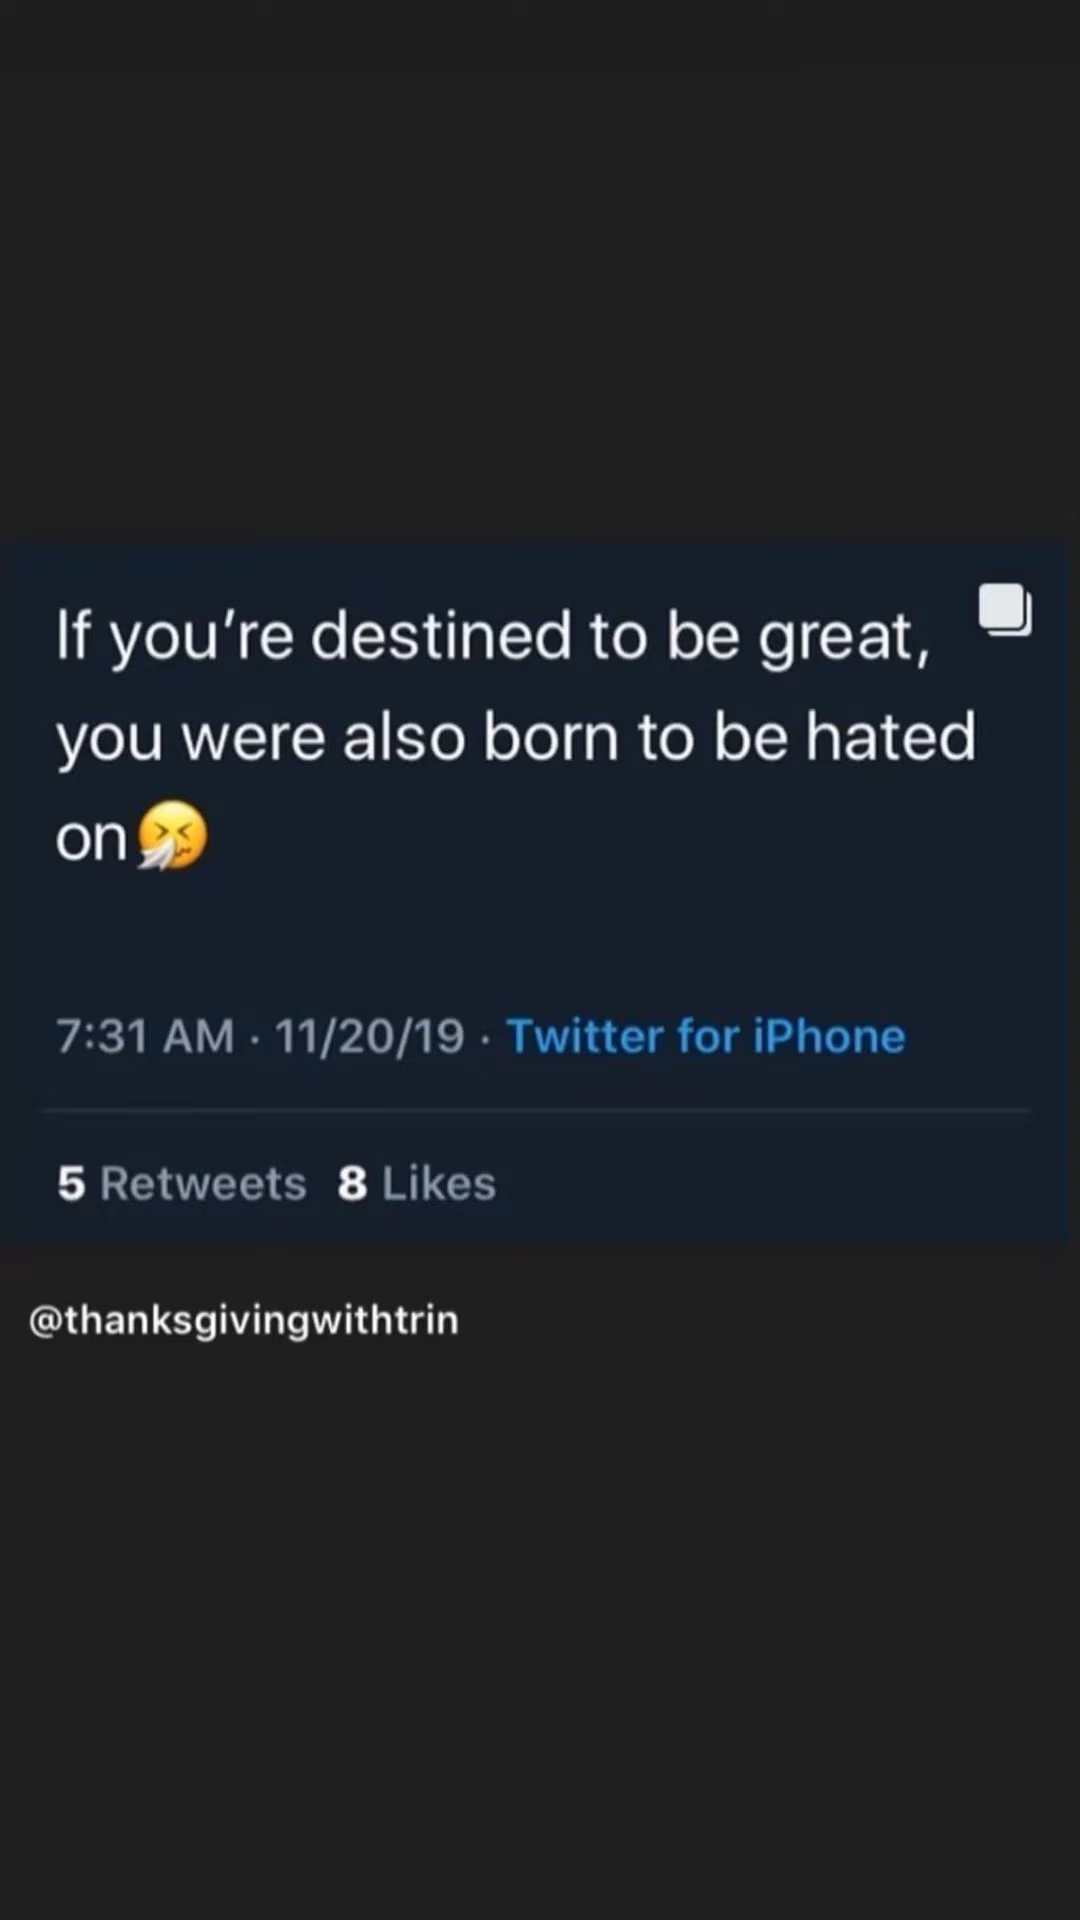 If you’re destined to be great,
you were also born to be hated
on🤧
7:31 AM · 11/20/19 · Twitter for iPhone
5 Retweets 8 Likes
@thanksgivingwithtrin